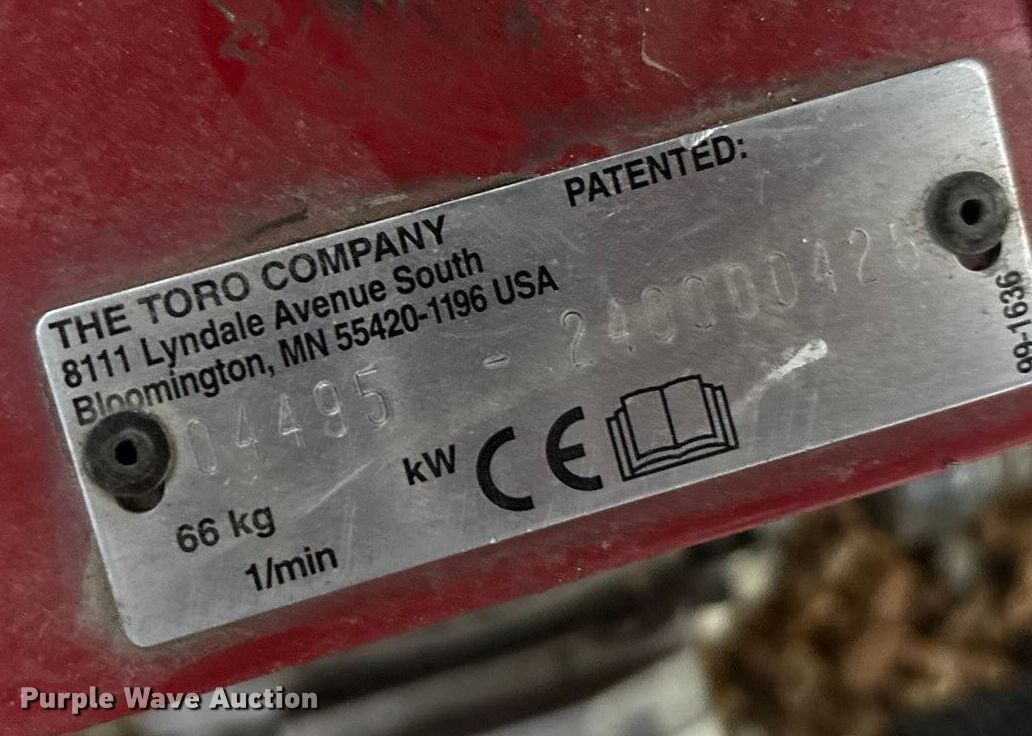 THE TORO COMPANY
8111 Lyndale Avenue South
Bloomington, MN 55420-1196 USA
PATENTED:
04495 -
66 kg
kW
CE
1/min
99-1636
Purple Wave Auction